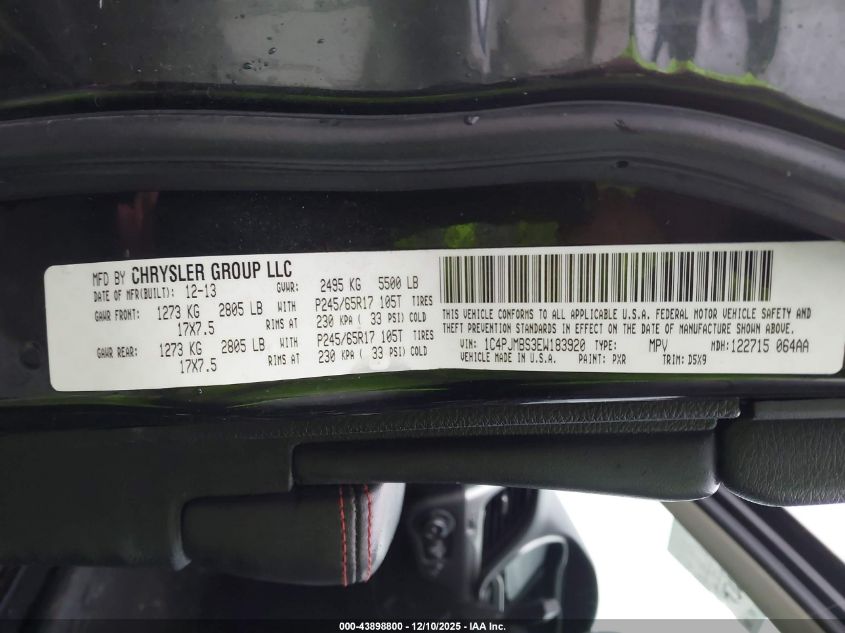 MFD BY CHRYSLER GROUP LLC
DATE OF MFR(BUILT): 12-13 GVWR: 2495 KG 5500 LB
GAWR FRONT: 1273 KG 2805 LB WITH P245/65R17 105T TIRES
17X7.5 RIMS AT 230 KPA ( 33 PSI) COLD
GAWR REAR: 1273 KG 2805 LB WITH P245/65R17 105T TIRES
17X7.5 RIMS AT 230 KPA ( 33 PSI) COLD
THIS VEHICLE CONFORMS TO ALL APPLICABLE U.S.A. FEDERAL MOTOR VEHICLE SAFETY AND
THEFT PREVENTION STANDARDS IN EFFECT ON THE DATE OF MANUFACTURE SHOWN ABOVE.
VIN: 1C4PJMBS3EW183920 TYPE: MPV MDH: 122715 064AA
VEHICLE MADE IN U.S.A. PAINT: PXR TRIM: D5X9
000-43898800 - 12/10/2025 - IAA Inc.